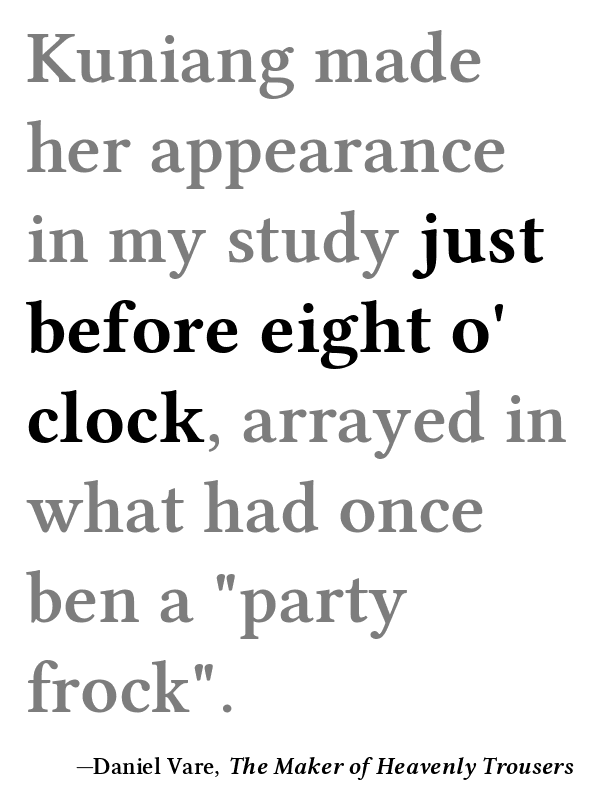 Kuniang made
her appearance
in my study just
before eight o'
clock, arrayed in
what had once
ben a "party
frock".
—Daniel Vare, The Maker of Heavenly Trousers